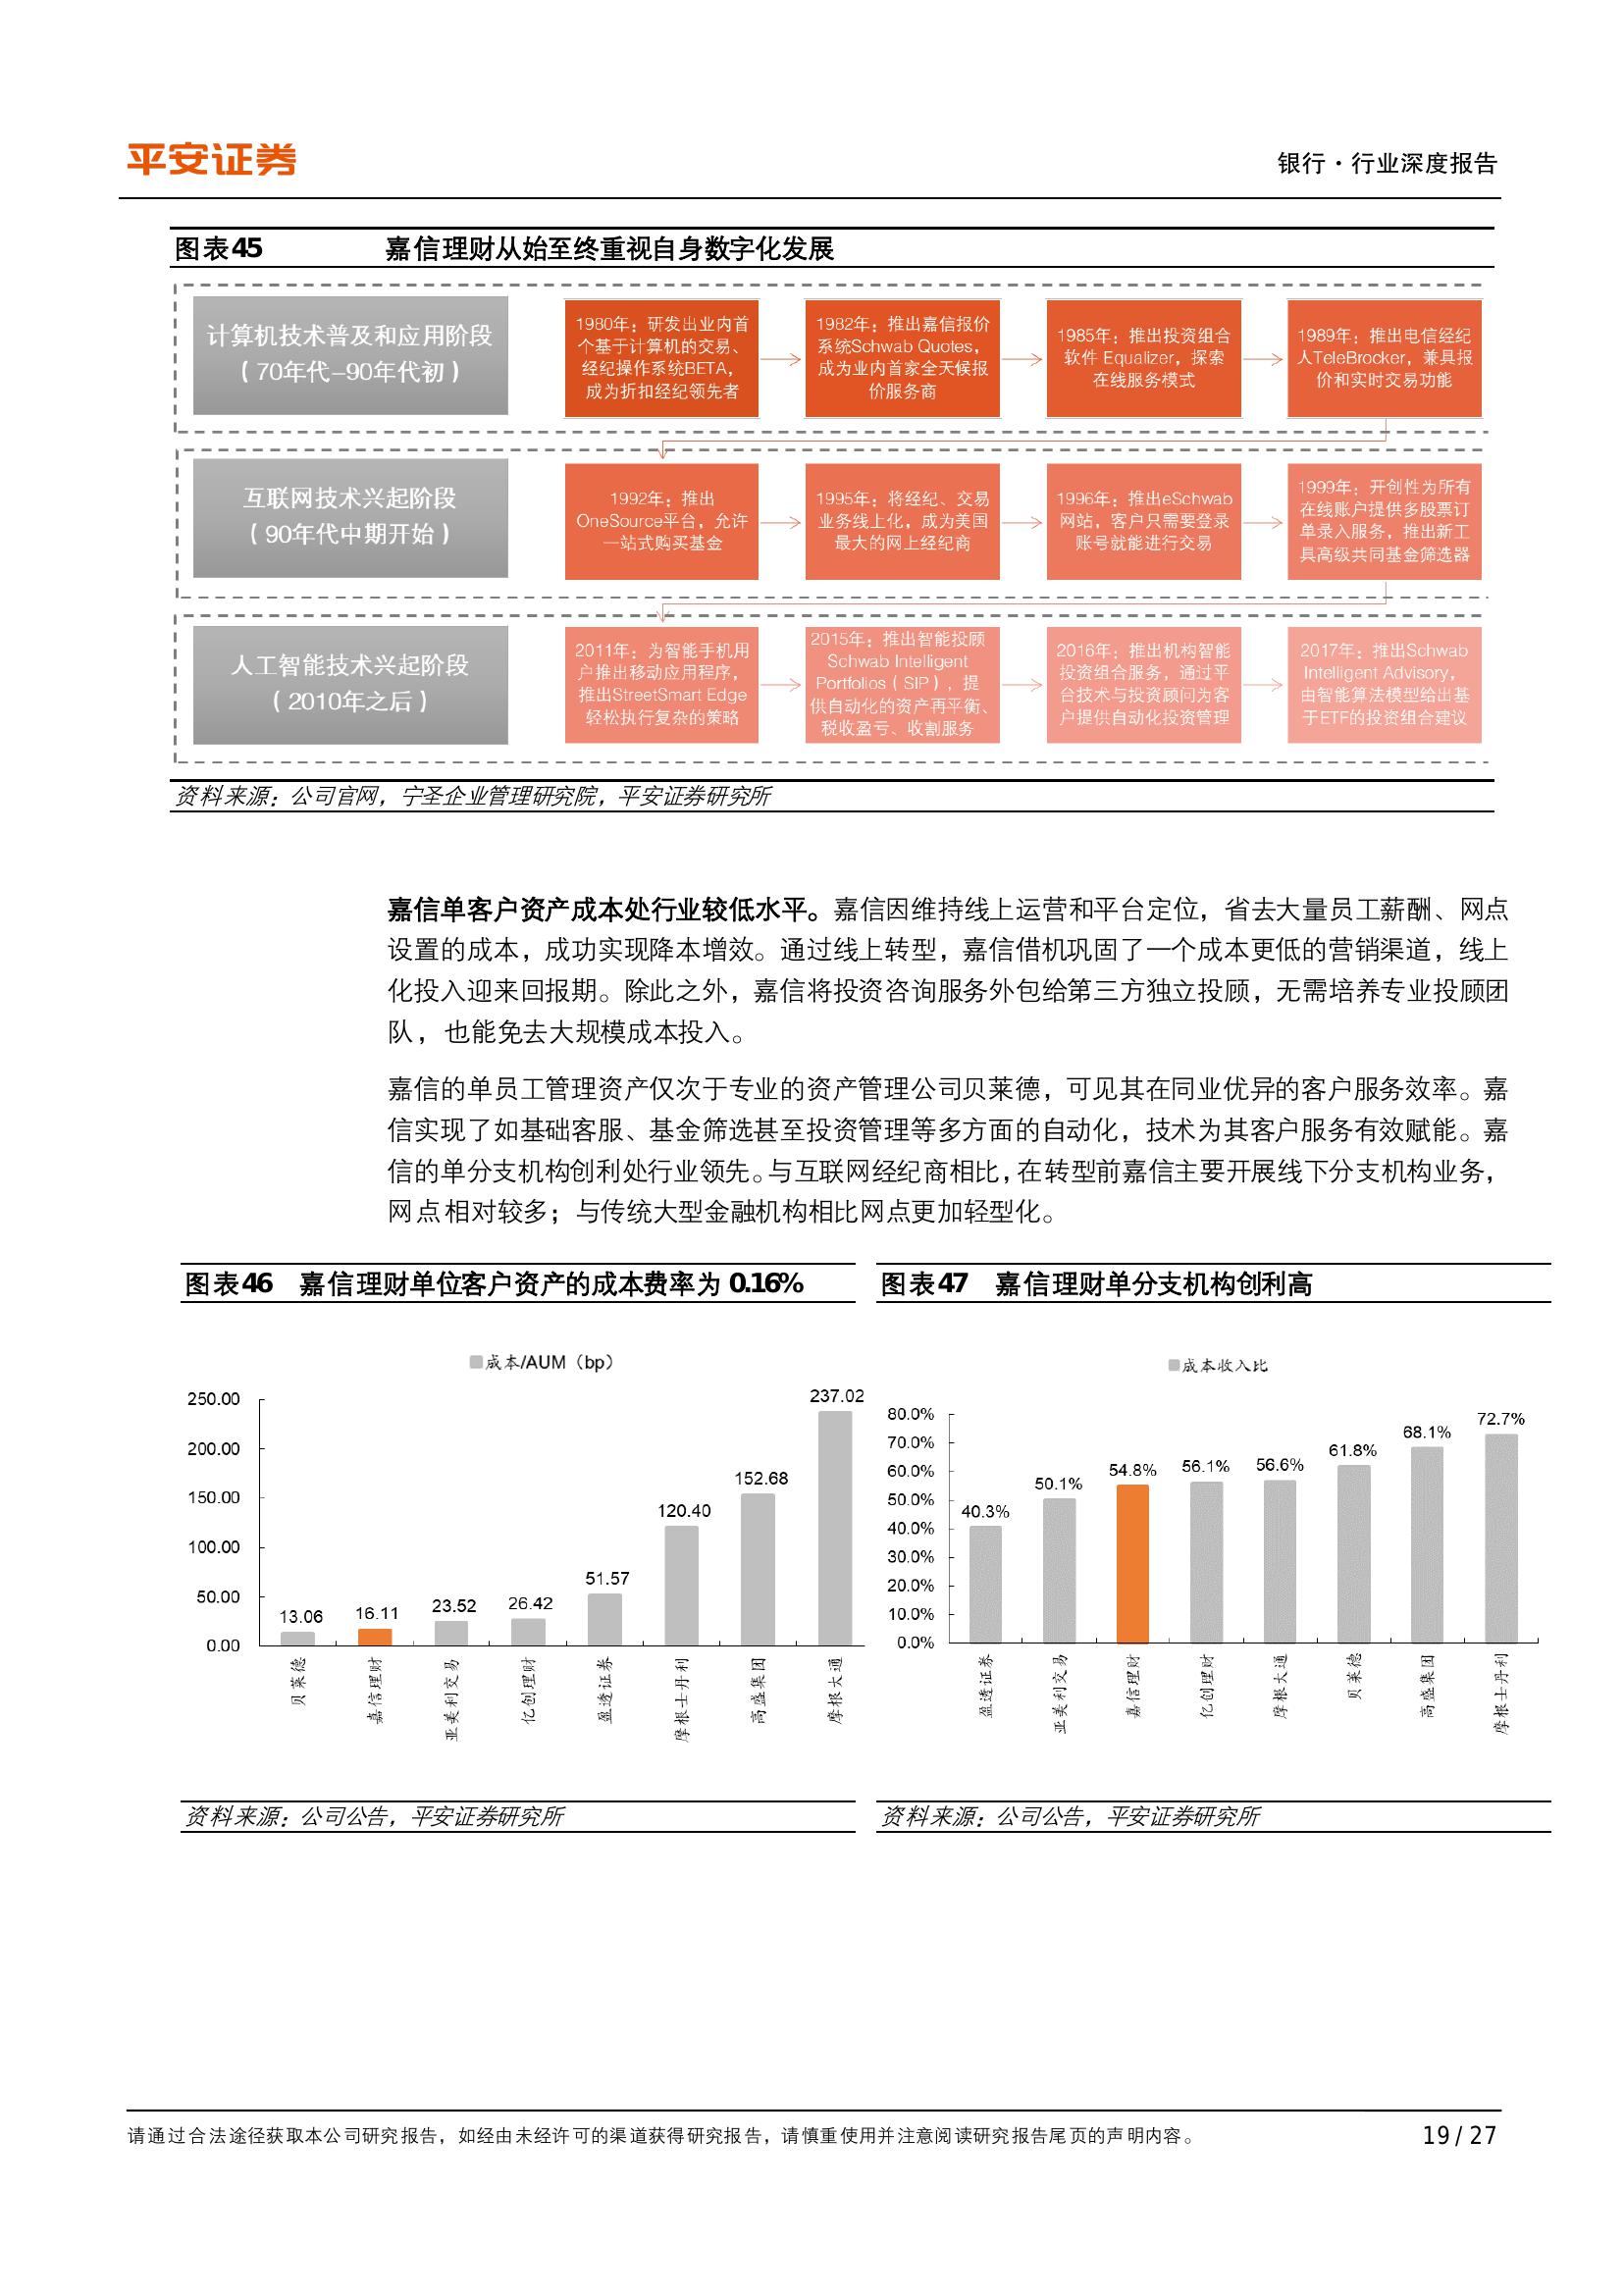 平安证券
银行·行业深度报告
图表45 嘉信理财从始至终重视自身数字化发展
计算机技术普及和应用阶段
（70年代-90年代初）
1980年：研发出业内首
个基于计算机的交易、
经纪操作系统BETA，
成为折扣经纪领先者
1982年：推出嘉信报价
系统Schwab Quotes，
成为业内首家全天候报
价服务商
1985年：推出投资组合
软件 Equalizer，探索
在线服务模式
1989年：推出电信经纪
人TeleBrocker，兼具报
价和实时交易功能
互联网技术兴起阶段
（90年代中期开始）
1992年：推出
OneSource平台，允许
一站式购买基金
1995年：将经纪、交易
业务线上化，成为美国
最大的网上经纪商
1996年：推出eSchwab
网站，客户只需要登录
账号就能进行交易
1999年：开创性为所有
在线账户提供多股票订
单录入服务，推出新工
具高级共同基金筛选器
人工智能技术兴起阶段
（2010年之后）
2011年：为智能手机用
户推出移动应用程序，
推出StreetSmart Edge
轻松执行复杂的策略
2015年：推出智能投顾
Schwab Intelligent
Portfolios（SIP），提
供自动化的资产再平衡、
税收盈亏、收割服务
2016年：推出机构智能
投资组合服务，通过平
台技术与投资顾问为客
户提供自动化投资管理
2017年：推出Schwab
Intelligent Advisory，
由智能算法模型给出基
于ETF的投资组合建议
资料来源：公司官网，宁圣企业管理研究院，平安证券研究所
嘉信单客户资产成本处行业较低水平。嘉信因维持线上运营和平台定位，省去大量员工薪酬、网点
设置的成本，成功实现降本增效。通过线上转型，嘉信借机巩固了一个成本更低的营销渠道，线上
化投入迎来回报期。除此之外，嘉信将投资咨询服务外包给第三方独立投顾，无需培养专业投顾团
队，也能免去大规模成本投入。
嘉信的单员工管理资产仅次于专业的资产管理公司贝莱德，可见其在同业优异的客户服务效率。嘉
信实现了如基础客服、基金筛选甚至投资管理等多方面的自动化，技术为其客户服务有效赋能。嘉
信的单分支机构创利处行业领先。与互联网经纪商相比，在转型前嘉信主要开展线下分支机构业务，
网点相对较多；与传统大型金融机构相比网点更加轻型化。
图表46 嘉信理财单位客户资产的成本费率为 0.16%
成本/AUM（bp）
250.00
200.00
150.00
100.00
50.00
0.00
13.06
16.11
23.52
26.42
51.57
120.40
152.68
237.02
贝莱德
嘉信理财
亚美利交易
亿创理财
盈透证券
摩根士丹利
高盛集团
摩根大通
资料来源：公司公告，平安证券研究所
图表47 嘉信理财单分支机构创利高
成本收入比
80.0%
70.0%
60.0%
50.0%
40.0%
30.0%
20.0%
10.0%
0.0%
40.3%
50.1%
54.8%
56.1%
56.6%
61.8%
68.1%
72.7%
盈透证券
亚美利交易
嘉信理财
亿创理财
摩根大通
贝莱德
高盛集团
摩根士丹利
资料来源：公司公告，平安证券研究所
请通过合法途径获取本公司研究报告，如经由未经许可的渠道获得研究报告，请慎重使用并注意阅读研究报告尾页的声明内容。
19 / 27